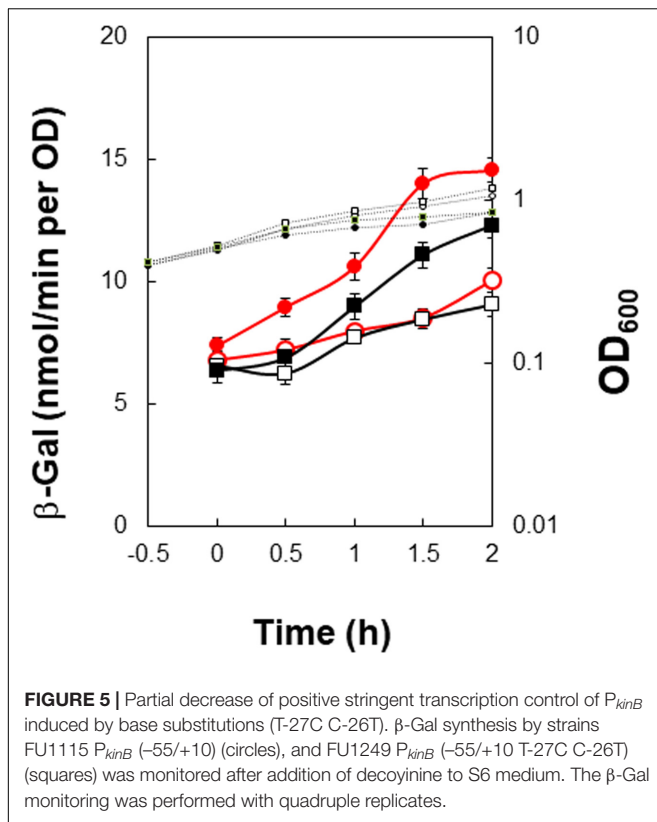 20
15
10
5
0
β-Gal (nmol/min per OD)
10
1
0.1
0.01
OD600
-0.5 0 0.5 1 1.5 2
Time (h)
FIGURE 5 | Partial decrease of positive stringent transcription control of PkinB
induced by base substitutions (T-27C C-26T). β-Gal synthesis by strains
FU1115 PkinB (–55/+10) (circles), and FU1249 PkinB (–55/+10 T-27C C-26T)
(squares) was monitored after addition of decoyinine to S6 medium. The β-Gal
monitoring was performed with quadruple replicates.